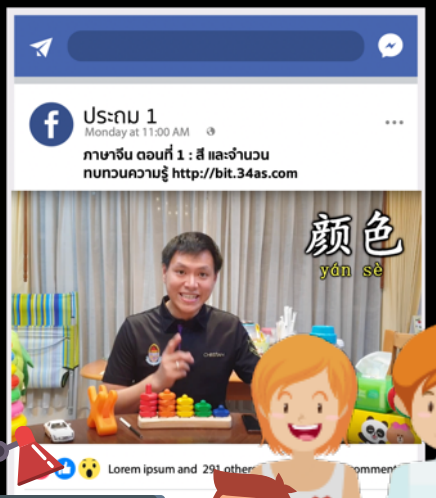 ประถม 1
Monday at 11:00 AM
ภาษาจีน ตอนที่ 1 : สี และจำนวน
ทบทวนความรู้ http://bit.34as.com
颜色
yán sè
Lorem ipsum and 291 other
comment